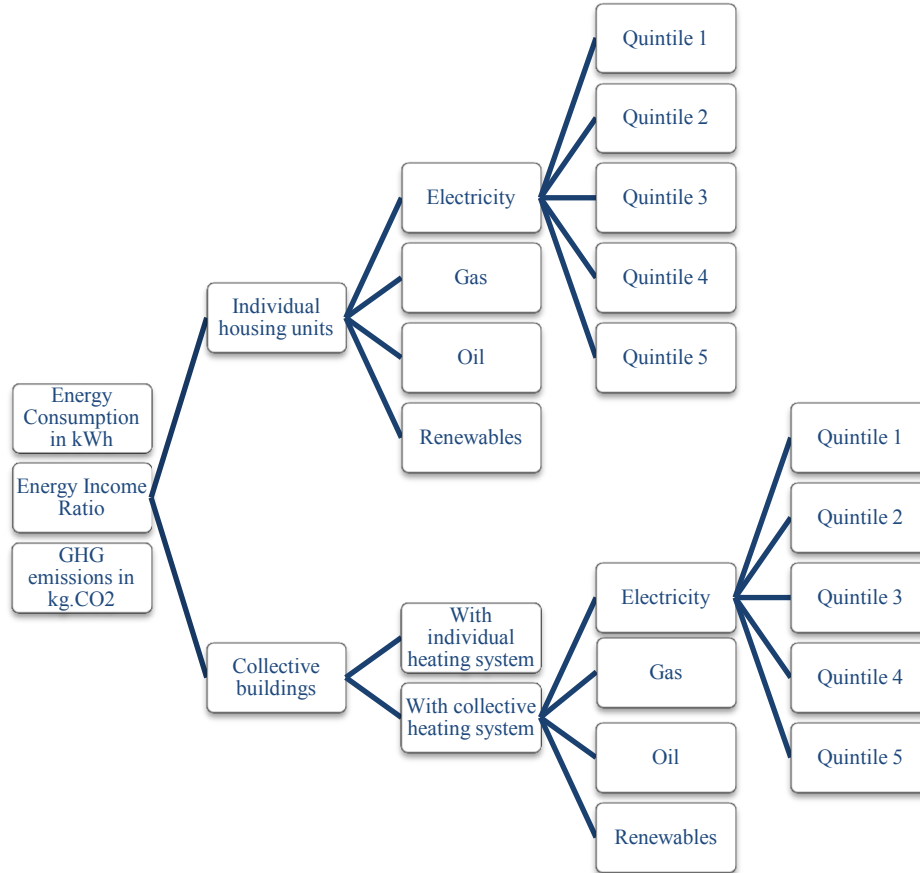 Energy
Consumption
in kWh
Energy Income
Ratio
GHG
emissions in
kg.CO2
Individual
housing units
Collective
buildings
Electricity
Gas
Oil
Renewables
With
individual
heating system
With collective
heating system
Quintile 1
Quintile 2
Quintile 3
Quintile 4
Quintile 5
Electricity
Gas
Oil
Renewables
Quintile 1
Quintile 2
Quintile 3
Quintile 4
Quintile 5